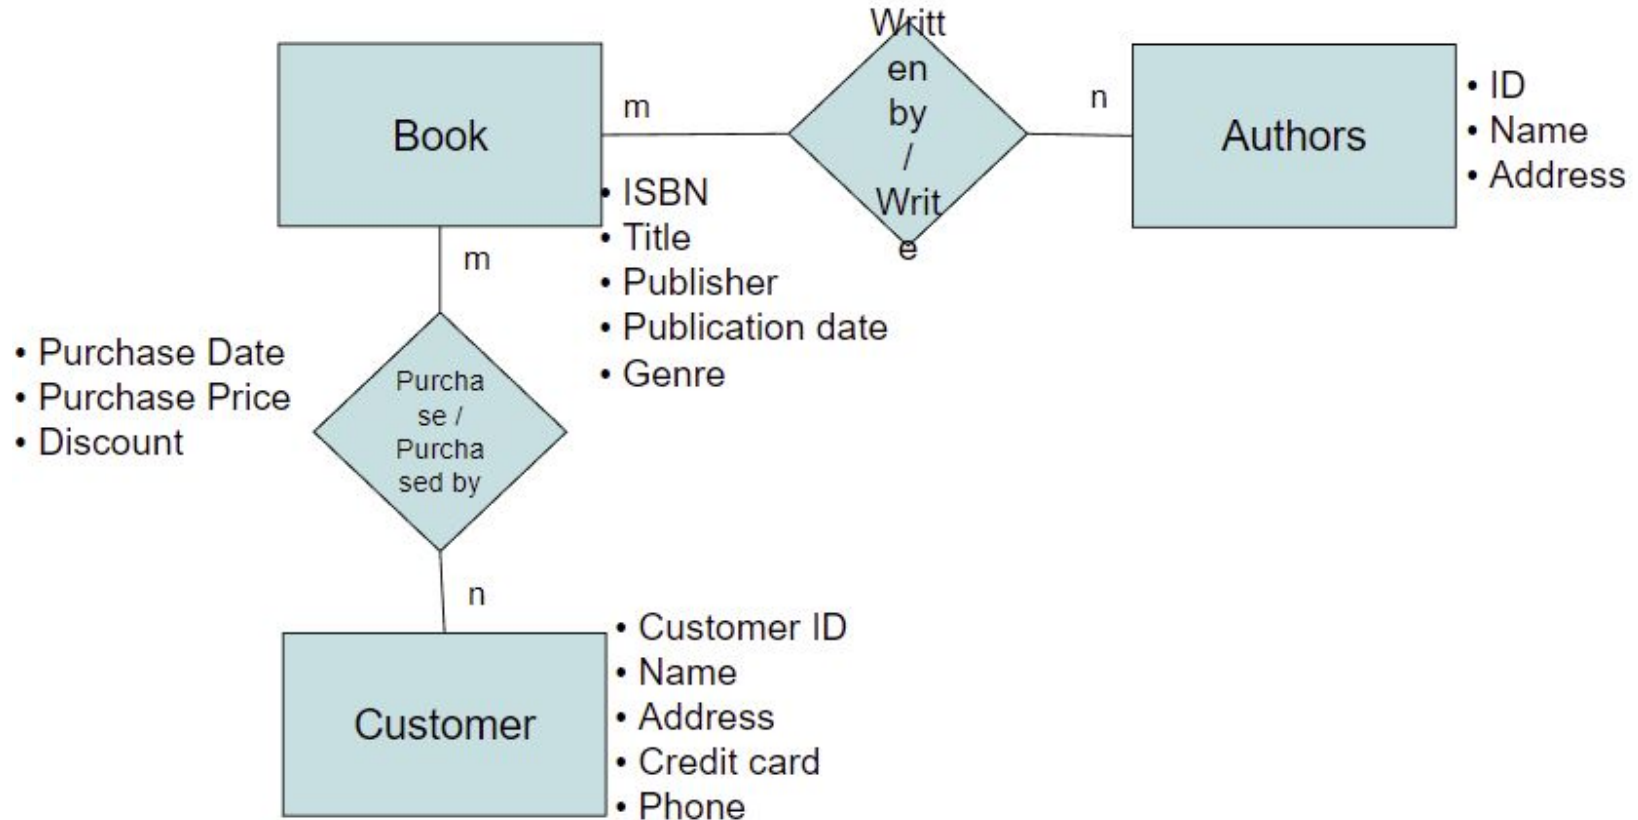 Book
m
Writt
en
by
/
Writ
e
n
Authors
• ID
• Name
• Address
• ISBN
• Title
• Publisher
• Publication date
• Genre
m
• Purchase Date
• Purchase Price
• Discount
Purcha
se /
Purcha
sed by
n
Customer
• Customer ID
• Name
• Address
• Credit card
• Phone